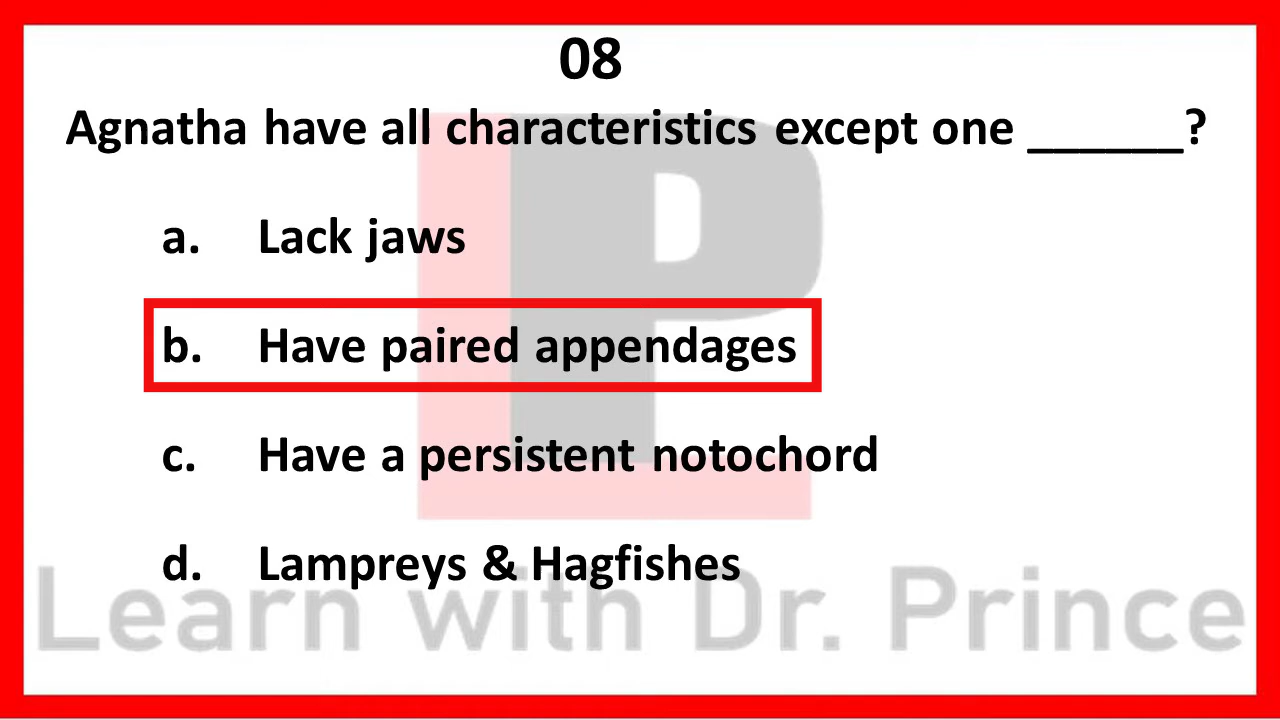 08
Agnatha have all characteristics except one ______?
a. Lack jaws
b. Have paired appendages
c. Have a persistent notochord
d. Lampreys & Hagfishes
Learn with Dr. Prince